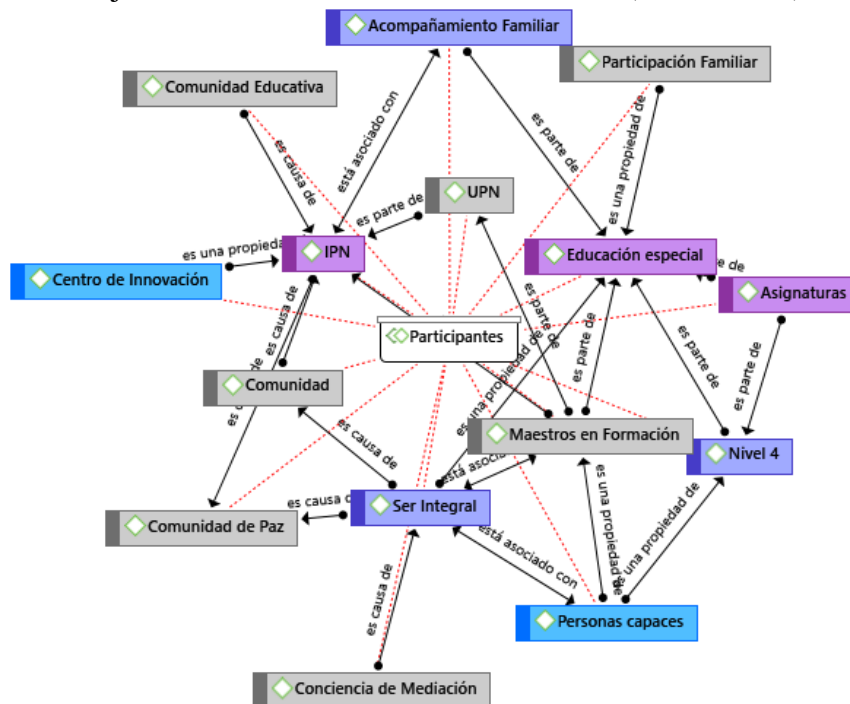 Acompañamiento Familiar
Participación Familiar
Comunidad Educativa
es causa de
está asociado con
es parte de
es una propiedad de
UPN
es parte de
IPN
Educación especial
es una propieda
Centro de Innovación
te de
Asignaturas
es causa de
es parte de
Participantes
es una propiedad de
es parte de
es parte de
es parte de
es c
de
Comunidad
Maestros en Formación
Nivel 4
es causa de
está asocia
Ser Integral
es causa d
Comunidad de Paz
es una propiedad de
es una propiedad de
está asociado con
es causa de
Personas capaces
Conciencia de Mediación